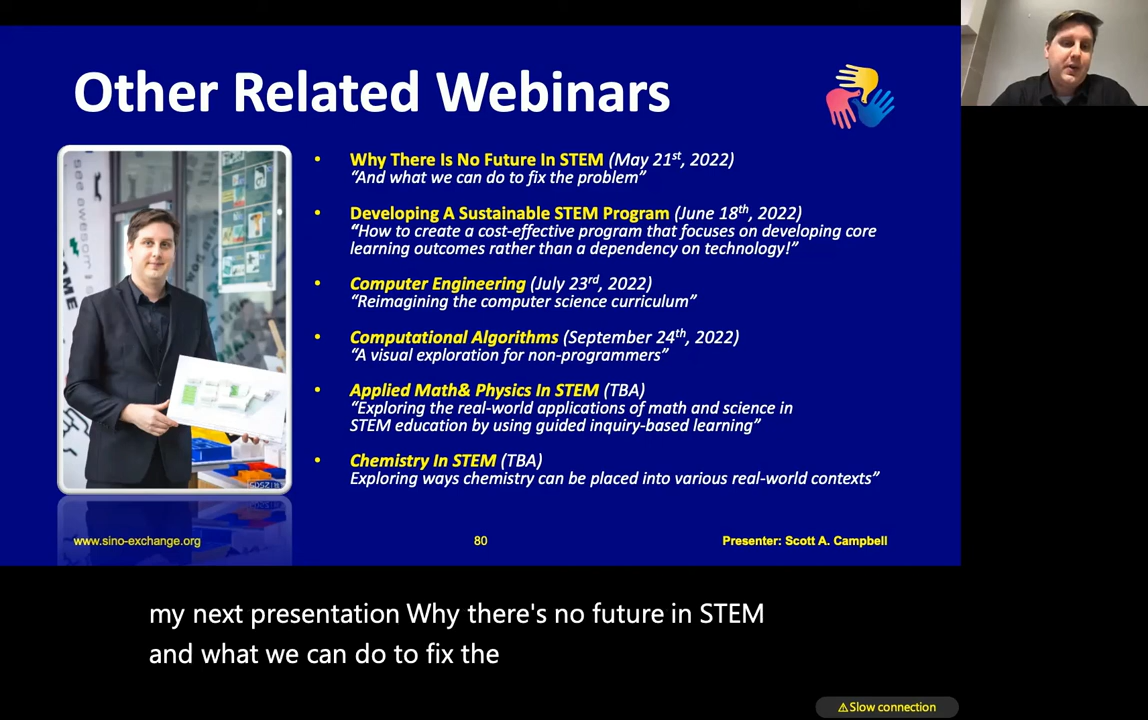 Other Related Webinars
• Why There Is No Future In STEM (May 21st, 2022)
“And what we can do to fix the problem”
• Developing A Sustainable STEM Program (June 18th, 2022)
“How to create a cost-effective program that focuses on developing core
learning outcomes rather than a dependency on technology!”
• Computer Engineering (July 23rd, 2022)
“Reimagining the computer science curriculum”
• Computational Algorithms (September 24th, 2022)
“A visual exploration for non-programmers”
• Applied Math& Physics In STEM (TBA)
“Exploring the real-world applications of math and science in
STEM education by using guided inquiry-based learning”
• Chemistry In STEM (TBA)
Exploring ways chemistry can be placed into various real-world contexts”
www.sino-exchange.org
80
Presenter: Scott A. Campbell
my next presentation Why there's no future in STEM
and what we can do to fix the
⚠Slow connection